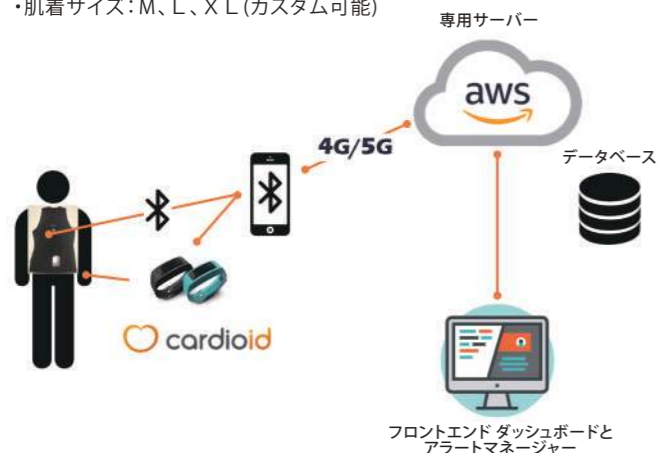 ・肌着サイズ：M、L、ＸＬ(カスタム可能)
専用サーバー
aws
4G/5G
データベース
cardioid
フロントエンド ダッシュボードと
アラートマネージャー